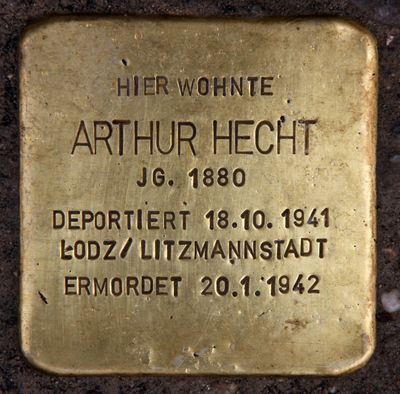 HIER WOHNTE
ARTHUR HECHT
JG. 1880
DEPORTIERT 18.10.1941
ŁODZ/LITZMANNSTADT
ERMORDET 20.1.1942